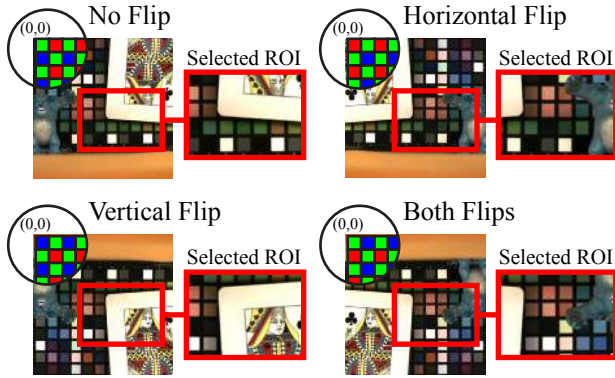 No Flip
(0,0)
Selected ROI
Horizontal Flip
(0,0)
Selected ROI
Vertical Flip
(0,0)
Selected ROI
Both Flips
(0,0)
Selected ROI